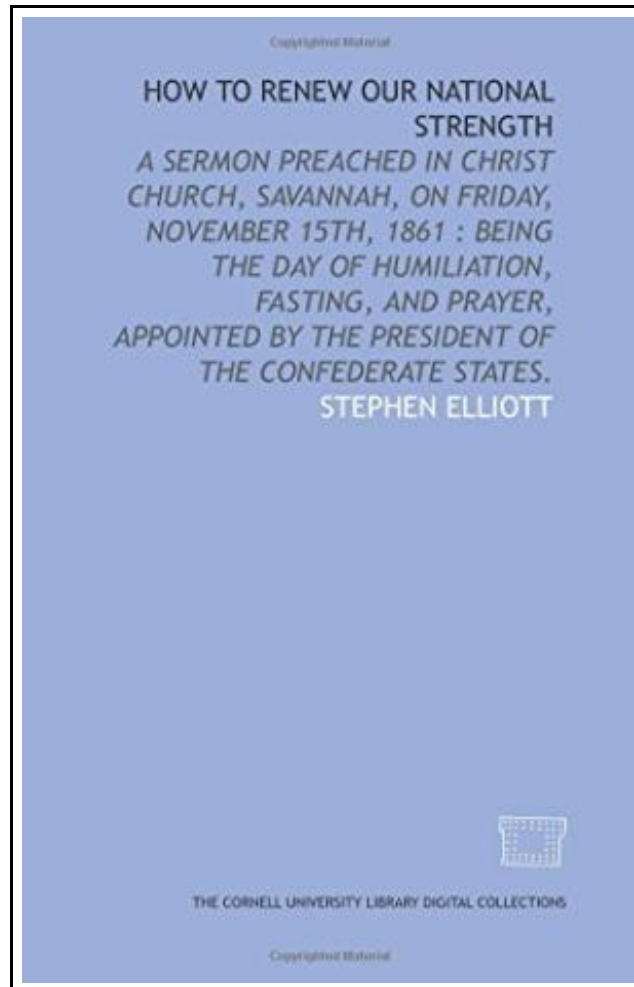 Copyrighted Material
HOW TO RENEW OUR NATIONAL
STRENGTH
A SERMON PREACHED IN CHRIST
CHURCH, SAVANNAH, ON FRIDAY,
NOVEMBER 15TH, 1861 : BEING
THE DAY OF HUMILIATION,
FASTING, AND PRAYER,
APPOINTED BY THE PRESIDENT OF
THE CONFEDERATE STATES.
STEPHEN ELLIOTT
THE CORNELL UNIVERSITY LIBRARY DIGITAL COLLECTIONS
Copyrighted Material